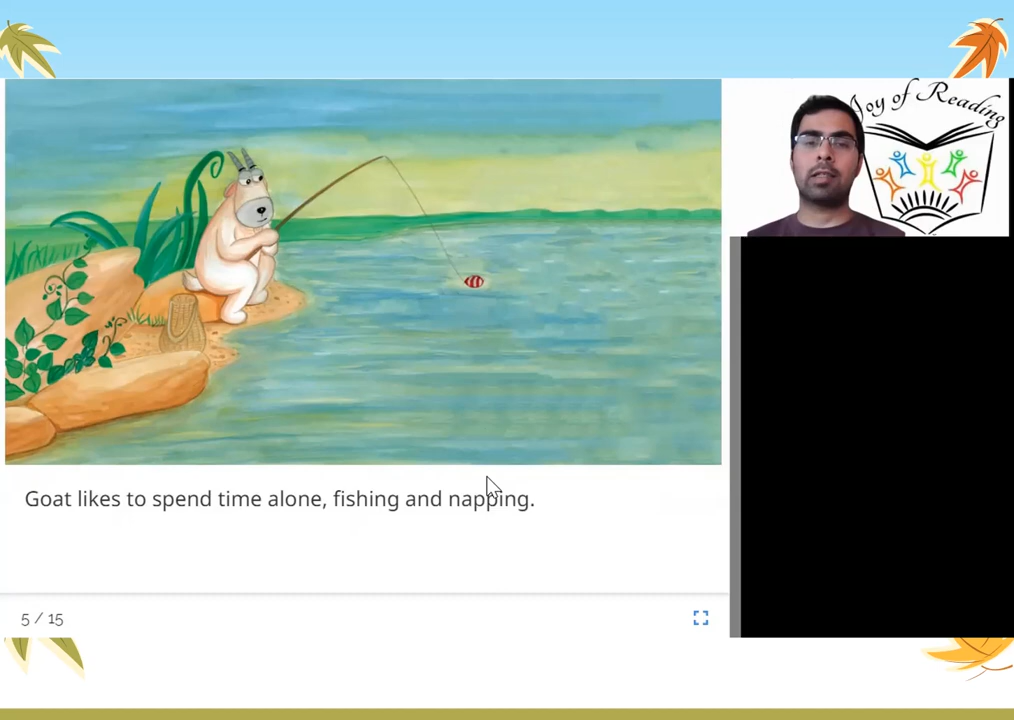 Joy of Reading
Goat likes to spend time alone, fishing and napping.
5 / 15